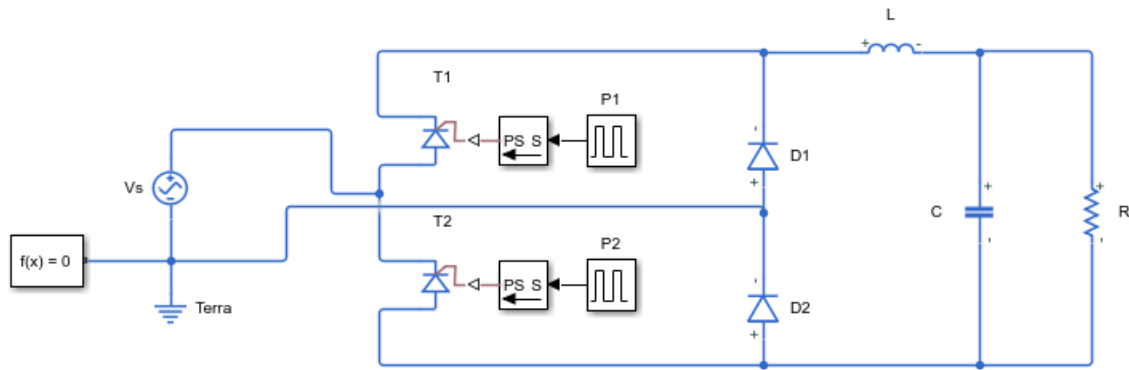 L
T1
P1
PS S
D1
Vs
T2
C
R
P2
f(x) = 0
PS S
Terra
D2